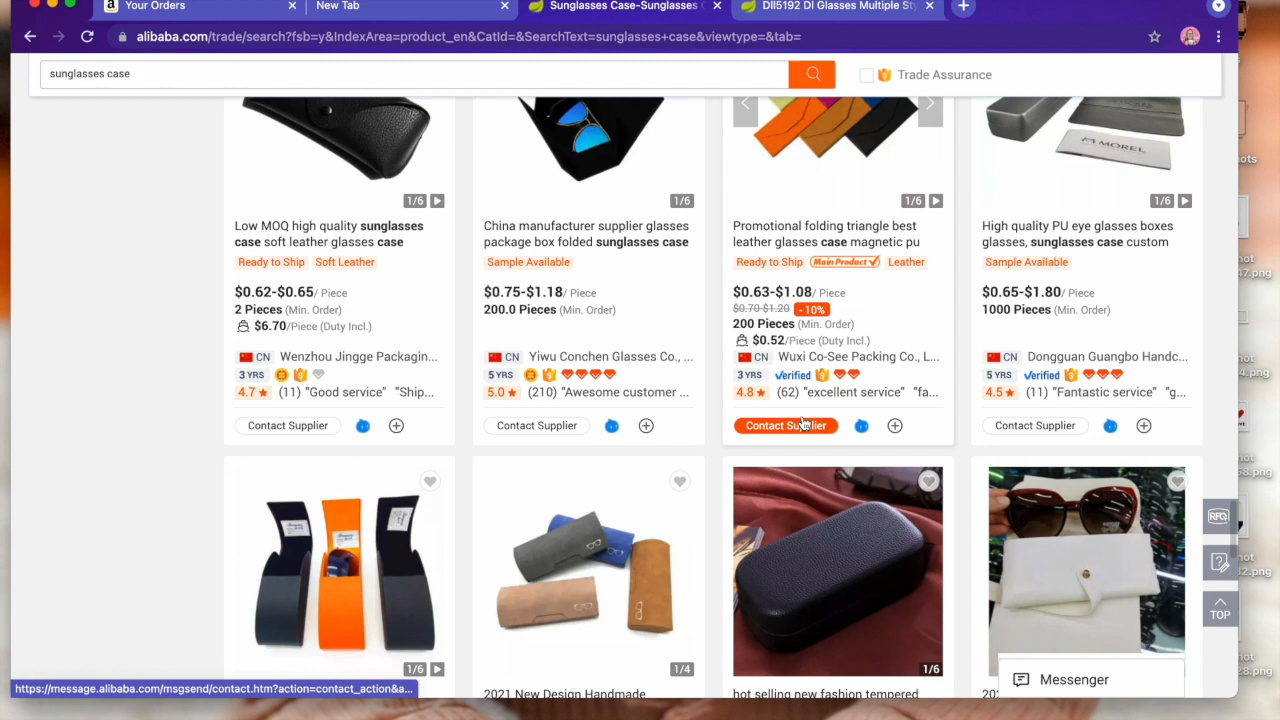 Your Orders
New Tab
Sunglasses Case-Sunglasses
Dll5192 Dl Glasses Multiple
alibaba.com/trade/search?fsb=y&IndexArea=product_en&CatId=&SearchText=sunglasses+case&viewtype=&tab=
sunglasses case
Trade Assurance
MOREL
1/6
1/6
1/6
1/6
Low MOQ high quality sunglasses
case soft leather glasses case
Ready to Ship Soft Leather
$0.62-$0.65/ Piece
2 Pieces (Min. Order)
$6.70/Piece (Duty Incl.)
CN Wenzhou Jingge Packagin...
3 YRS
4.7 ★ (11) "Good service" "Ship...
Contact Supplier
China manufacturer supplier glasses
package box folded sunglasses case
Sample Available
$0.75-$1.18/ Piece
200.0 Pieces (Min. Order)
CN Yiwu Conchen Glasses Co., ...
5 YRS
5.0 ★ (210) "Awesome customer ...
Contact Supplier
Promotional folding triangle best
leather glasses case magnetic pu
Ready to Ship Main Product Leather
$0.63-$1.08/ Piece
$0.70-$1.20 - 10%
200 Pieces (Min. Order)
$0.52/Piece (Duty Incl.)
CN Wuxi Co-See Packing Co., L...
3 YRS Verified
4.8 ★ (62) "excellent service" "fa...
Contact Supplier
High quality PU eye glasses boxes
glasses, sunglasses case custom
Sample Available
$0.65-$1.80/ Piece
1000 Pieces (Min. Order)
CN Dongguan Guangbo Handc...
5 YRS Verified
4.5 ★ (11) "Fantastic service" "g...
Contact Supplier
RFQ
TOP
1/6
1/4
1/6
2021 New Design Handmade
hot selling new fashion tempered
Messenger
https://message.alibaba.com/msgsend/contact.htm?action=contact_action&a...